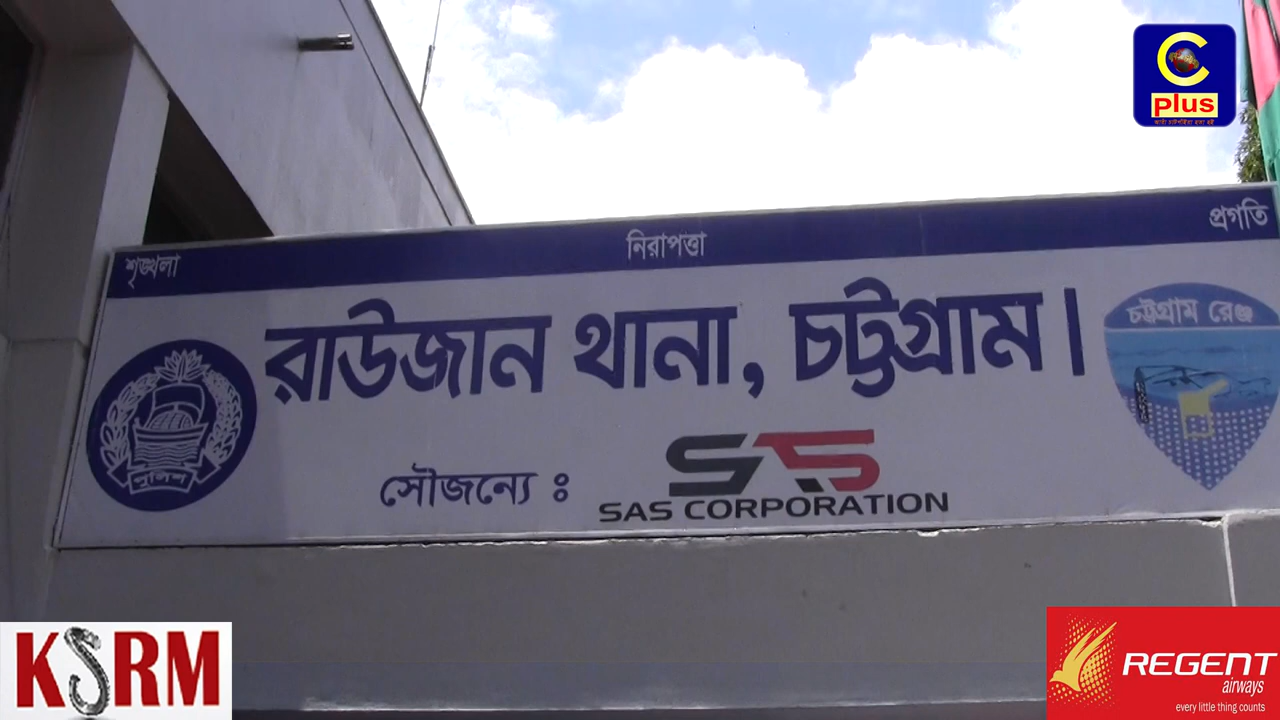 C
plus
শৃঙ্খলা নিরাপত্তা প্রগতি
রাউজান থানা, চট্টগ্রাম।
চট্টগ্রাম রেঞ্জ
পুলিশ
সৌজন্যে ঃ SAS
SAS CORPORATION
KSRM
REGENT
airways
every little thing counts